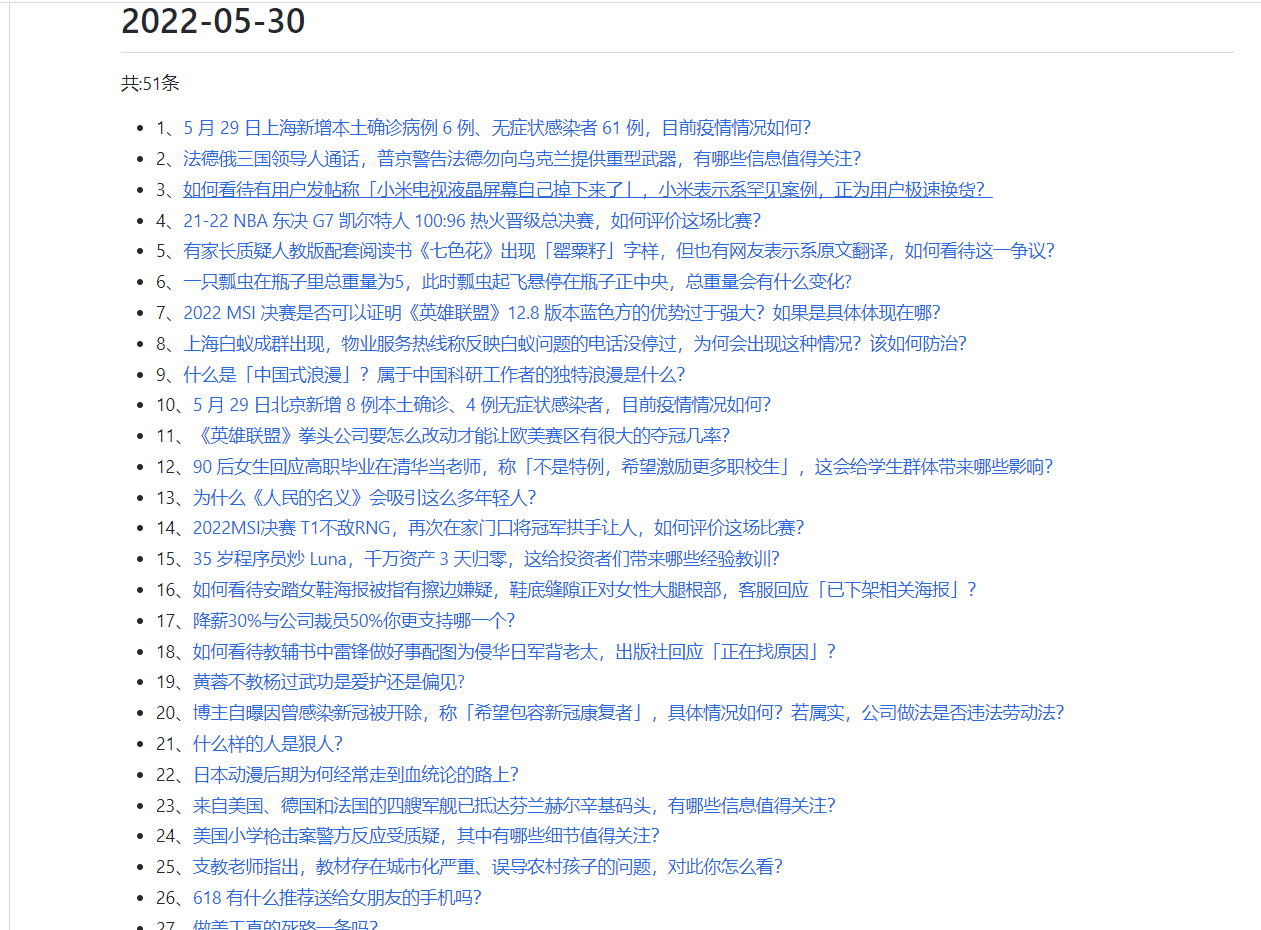 2022-05-30
共:51条
1、5 月 29 日上海新增本土确诊病例 6 例、无症状感染者 61 例，目前疫情情况如何？
2、法德俄三国领导人通话，普京警告法德勿向乌克兰提供重型武器，有哪些信息值得关注？
3、如何看待有用户发帖称「小米电视液晶屏幕自己掉下来了」，小米表示系罕见案例，正为用户极速换货？
4、21-22 NBA 东决 G7 凯尔特人 100:96 热火晋级总决赛，如何评价这场比赛？
5、有家长质疑人教版配套阅读书《七色花》出现「罂粟籽」字样，但也有网友表示系原文翻译，如何看待这一争议？
6、一只瓢虫在瓶子里总重量为5，此时瓢虫起飞悬停在瓶子正中央，总重量会有什么变化?
7、2022 MSI 决赛是否可以证明《英雄联盟》12.8 版本蓝色方的优势过于强大？如果是具体体现在哪？
8、上海白蚁成群出现，物业服务热线称反映白蚁问题的电话没停过，为何会出现这种情况？该如何防治？
9、什么是「中国式浪漫」？属于中国科研工作者的独特浪漫是什么？
10、5 月 29 日北京新增 8 例本土确诊、4 例无症状感染者，目前疫情情况如何？
11、《英雄联盟》拳头公司要怎么改动才能让欧美赛区有很大的夺冠几率？
12、90 后女生回应高职毕业在清华当老师，称「不是特例，希望激励更多职校生」，这会给学生群体带来哪些影响？
13、为什么《人民的名义》会吸引这么多年轻人？
14、2022MSI决赛 T1不敌RNG，再次在家门口将冠军拱手让人，如何评价这场比赛？
15、35 岁程序员炒 Luna，千万资产 3 天归零，这给投资者们带来哪些经验教训？
16、如何看待安踏女鞋海报被指有擦边嫌疑，鞋底缝隙正对女性大腿根部，客服回应「已下架相关海报」？
17、降薪30%与公司裁员50%你更支持哪一个？
18、如何看待教辅书中雷锋做好事配图为侵华日军背老太，出版社回应「正在找原因」？
19、黄蓉不教杨过武功是爱护还是偏见？
20、博主自曝因曾感染新冠被开除，称「希望包容新冠康复者」，具体情况如何？若属实，公司做法是否违法劳动法？
21、什么样的人是狠人？
22、日本动漫后期为何经常走到血统论的路上？
23、来自美国、德国和法国的四艘军舰已抵达芬兰赫尔辛基码头，有哪些信息值得关注？
24、美国小学枪击案警方反应受质疑，其中有哪些细节值得关注？
25、支教老师指出，教材存在城市化严重、误导农村孩子的问题，对此你怎么看？
26、618 有什么推荐送给女朋友的手机吗？
27、做美工真的死路一条吗？